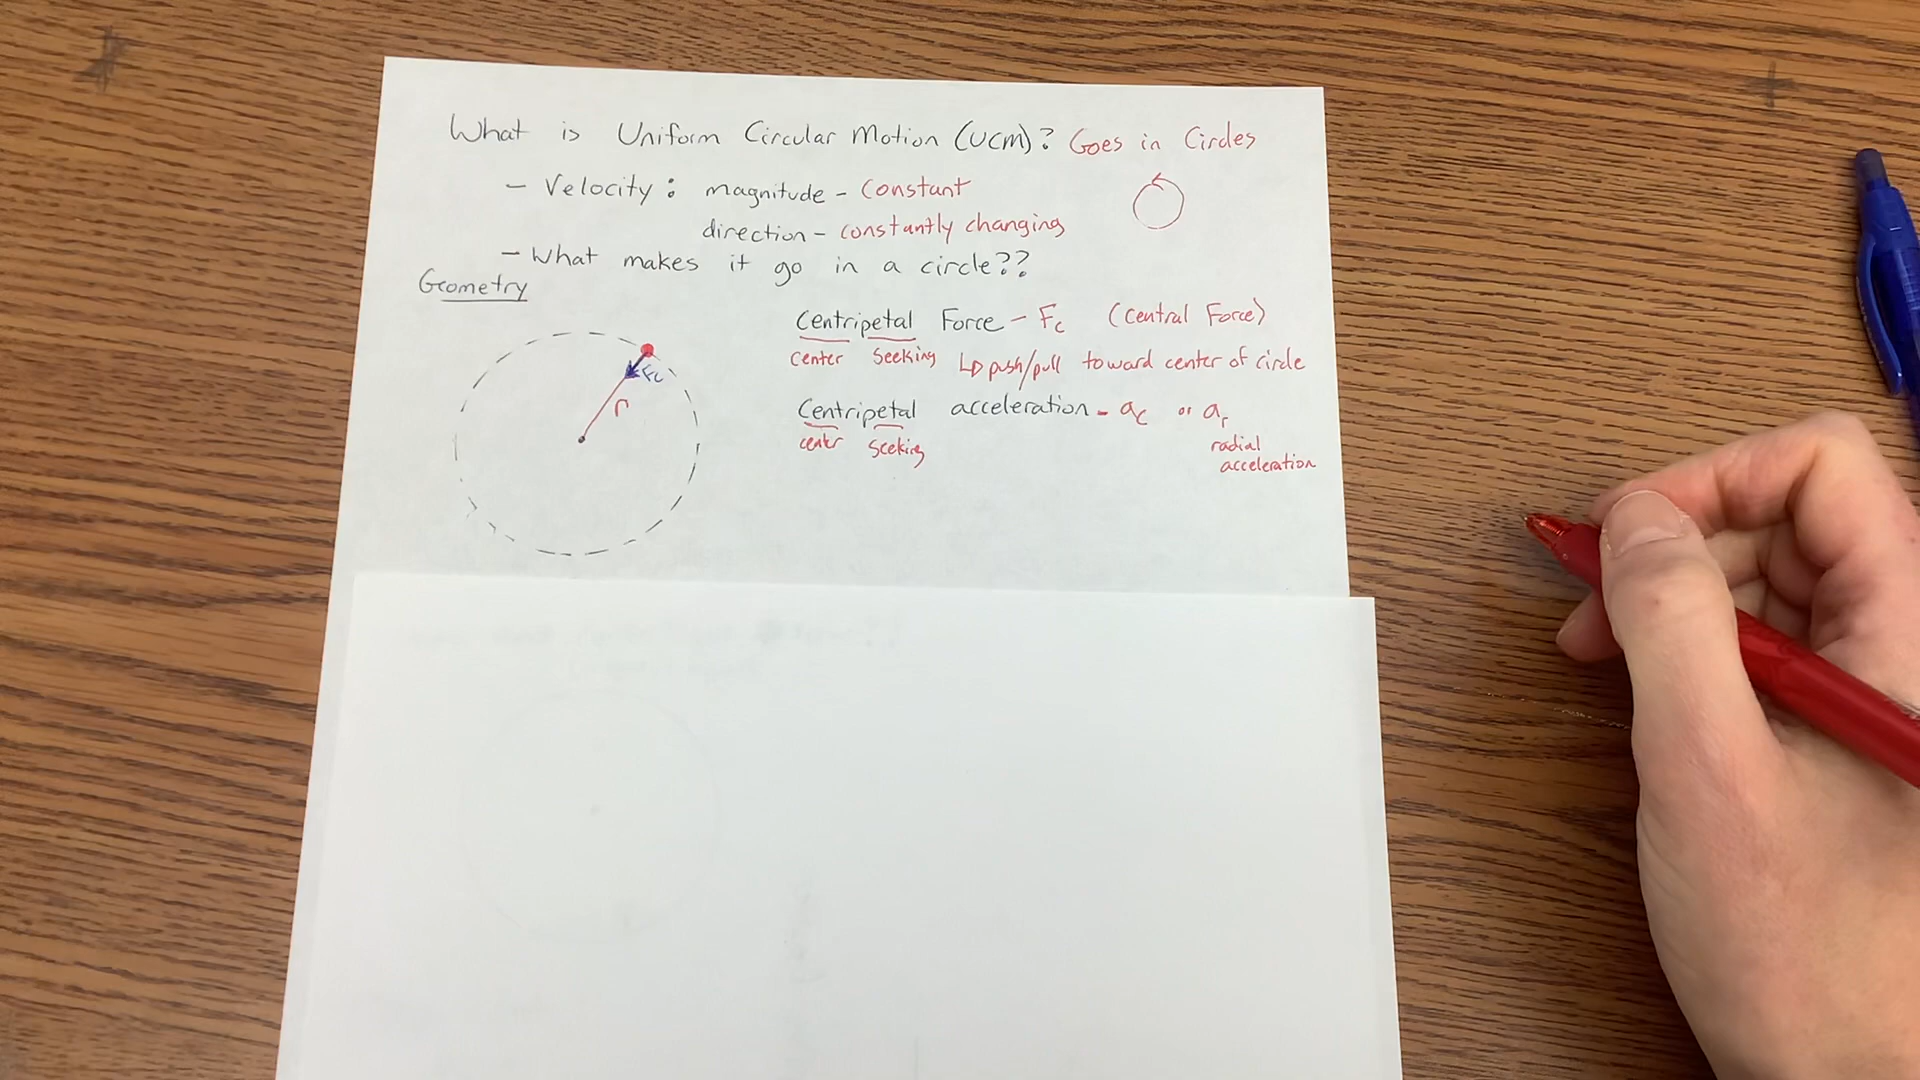 What is Uniform Circular Motion (UCM)? Goes in Circles
- Velocity: magnitude - constant
direction - constantly changing
- What makes it go in a circle??
Geometry
Fc
r
Centripetal Force - Fc (Central Force)
center seeking ↳ push/pull toward center of circle
Centripetal acceleration - ac or ar
center seeking
radial
acceleration